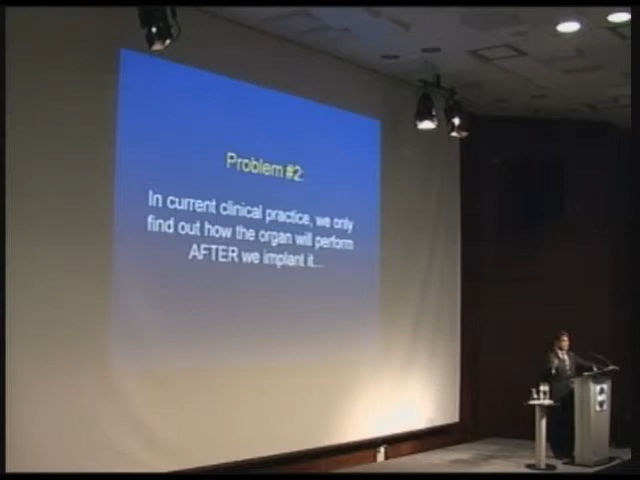 Problem #2:
In current clinical practice, we only
find out how the organ will perform
AFTER we implant it...